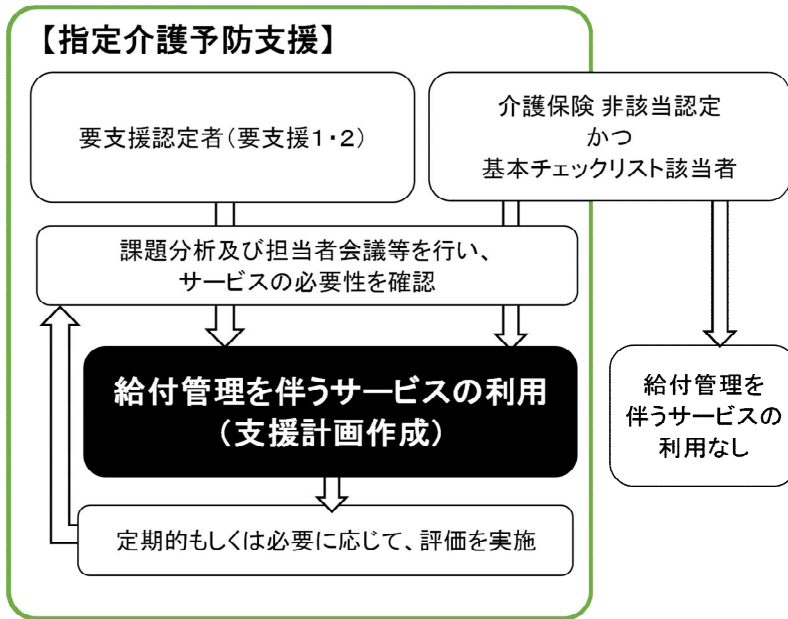 【指定介護予防支援】
要支援認定者(要支援1・2)
介護保険 非該当認定
かつ
基本チェックリスト該当者
課題分析及び担当者会議等を行い、
サービスの必要性を確認
給付管理を伴うサービスの利用
(支援計画作成)
給付管理を
伴うサービスの
利用なし
定期的もしくは必要に応じて、評価を実施